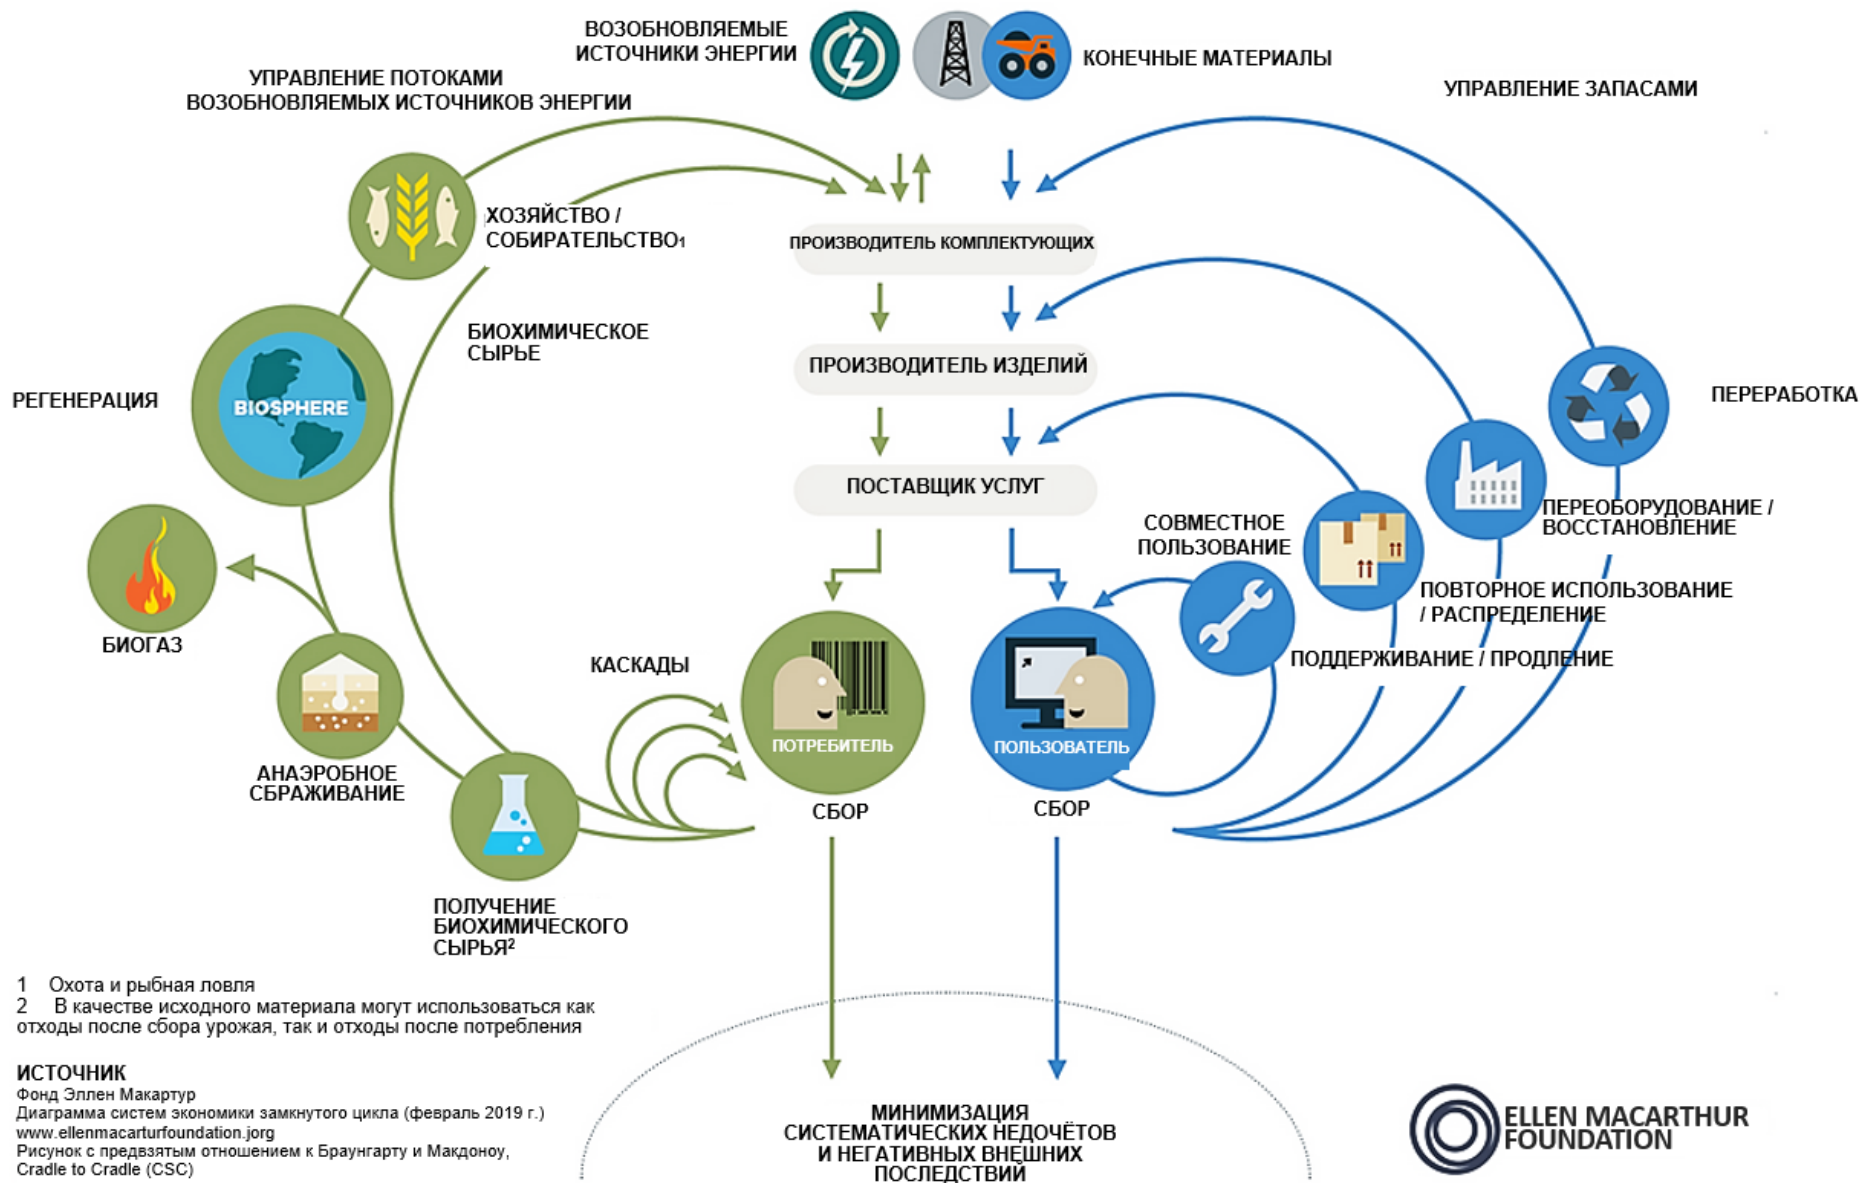 ВОЗОБНОВЛЯЕМЫЕ
ИСТОЧНИКИ ЭНЕРГИИ
КОНЕЧНЫЕ МАТЕРИАЛЫ
УПРАВЛЕНИЕ ПОТОКАМИ
ВОЗОБНОВЛЯЕМЫХ ИСТОЧНИКОВ ЭНЕРГИИ
УПРАВЛЕНИЕ ЗАПАСАМИ
ХОЗЯЙСТВО /
СОБИРАТЕЛЬСТВО1
ПРОИЗВОДИТЕЛЬ КОМПЛЕКТУЮЩИХ
БИОХИМИЧЕСКОЕ
СЫРЬЕ
ПРОИЗВОДИТЕЛЬ ИЗДЕЛИЙ
РЕГЕНЕРАЦИЯ
BIOSPHERE
ПЕРЕРАБОТКА
ПОСТАВЩИК УСЛУГ
ПЕРЕОБОРУДОВАНИЕ /
ВОССТАНОВЛЕНИЕ
СОВМЕСТНОЕ
ПОЛЬЗОВАНИЕ
ПОВТОРНОЕ ИСПОЛЬЗОВАНИЕ
/ РАСПРЕДЕЛЕНИЕ
БИОГАЗ
КАСКАДЫ
ПОДДЕРЖИВАНИЕ / ПРОДЛЕНИЕ
ПОТРЕБИТЕЛЬ
ПОЛЬЗОВАТЕЛЬ
АНАЭРОБНОЕ
СБРАЖИВАНИЕ
СБОР
СБОР
ПОЛУЧЕНИЕ
БИОХИМИЧЕСКОГО
СЫРЬЯ2
1 Охота и рыбная ловля
2 В качестве исходного материала могут использоваться как
отходы после сбора урожая, так и отходы после потребления
ИСТОЧНИК
Фонд Эллен Макартур
Диаграмма систем экономики замкнутого цикла (февраль 2019 г.)
www.ellenmacarturfoundation.jorg
Рисунок с предвзятым отношением к Браунгарту и Макдоноу,
Cradle to Cradle (CSC)
МИНИМИЗАЦИЯ
СИСТЕМАТИЧЕСКИХ НЕДОЧЁТОВ
И НЕГАТИВНЫХ ВНЕШНИХ
ПОСЛЕДСТВИЙ
ELLEN MACARTHUR
FOUNDATION